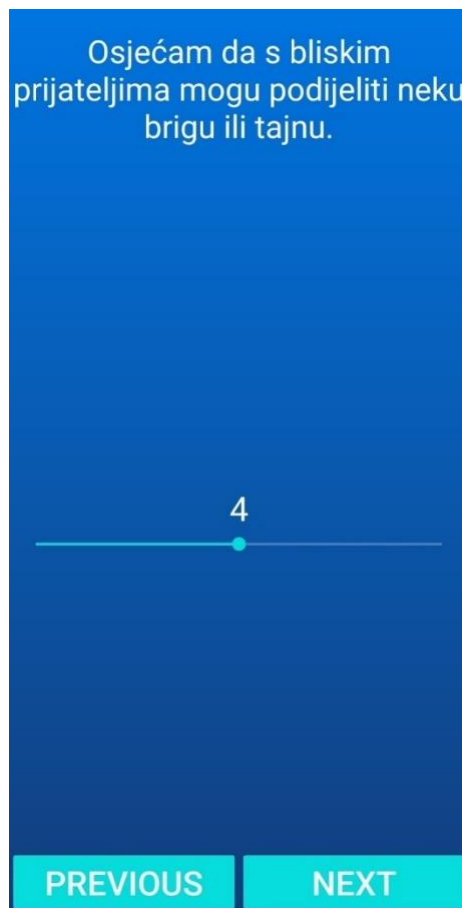 Osjećam da s bliskim
prijateljima mogu podijeliti neku
brigu ili tajnu.
4
PREVIOUS NEXT